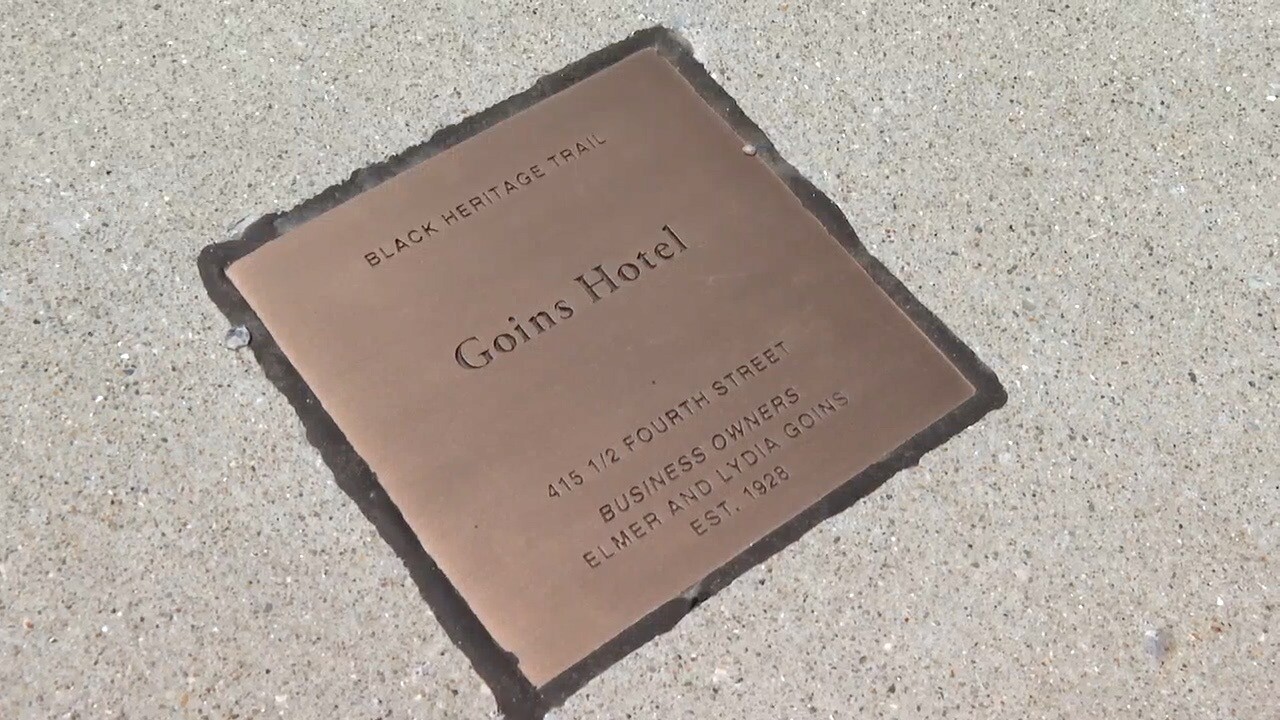 BLACK HERITAGE TRAIL
Goins Hotel
415 1/2 FOURTH STREET
BUSINESS OWNERS
ELMER AND LYDIA GOINS
EST. 1928